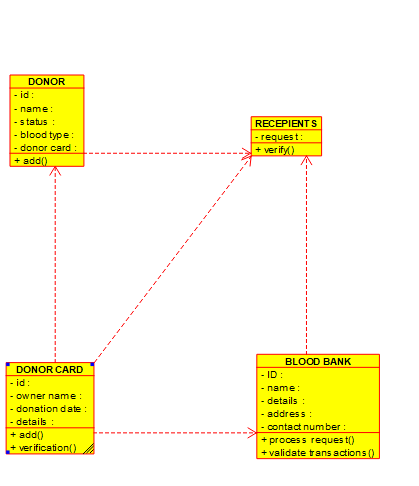 DONOR
- id :
- name :
- status :
- blood type :
- donor card :
+ add()
RECEPIENTS
- request :
+ verify()
DONOR CARD
- id :
- owner name :
- donation date :
- details :
+ add()
+ verification()
BLOOD BANK
- ID :
- name :
- details :
- address :
- contact number :
+ process request()
+ validate transactions()